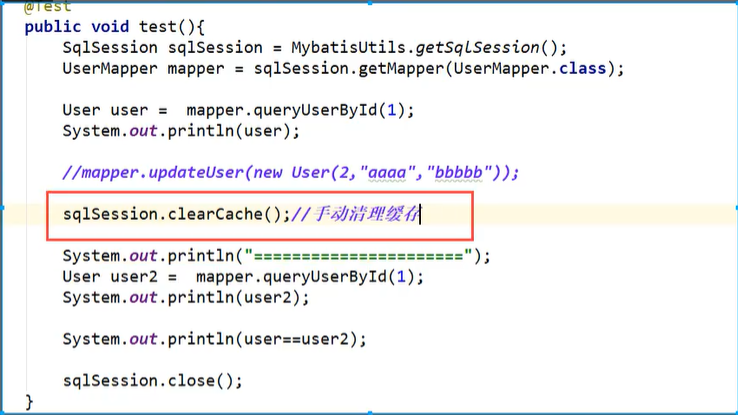 @Test
public void test(){
SqlSession sqlSession = MybatisUtils.getSqlSession();
UserMapper mapper = sqlSession.getMapper(UserMapper.class);
User user =  mapper.queryUserById(1);
System.out.println(user);
//mapper.updateUser(new User(2,"aaaa","bbbbb"));
sqlSession.clearCache();//手动清理缓存
System.out.println("======================");
User user2 =  mapper.queryUserById(1);
System.out.println(user2);
System.out.println(user==user2);
sqlSession.close();
}